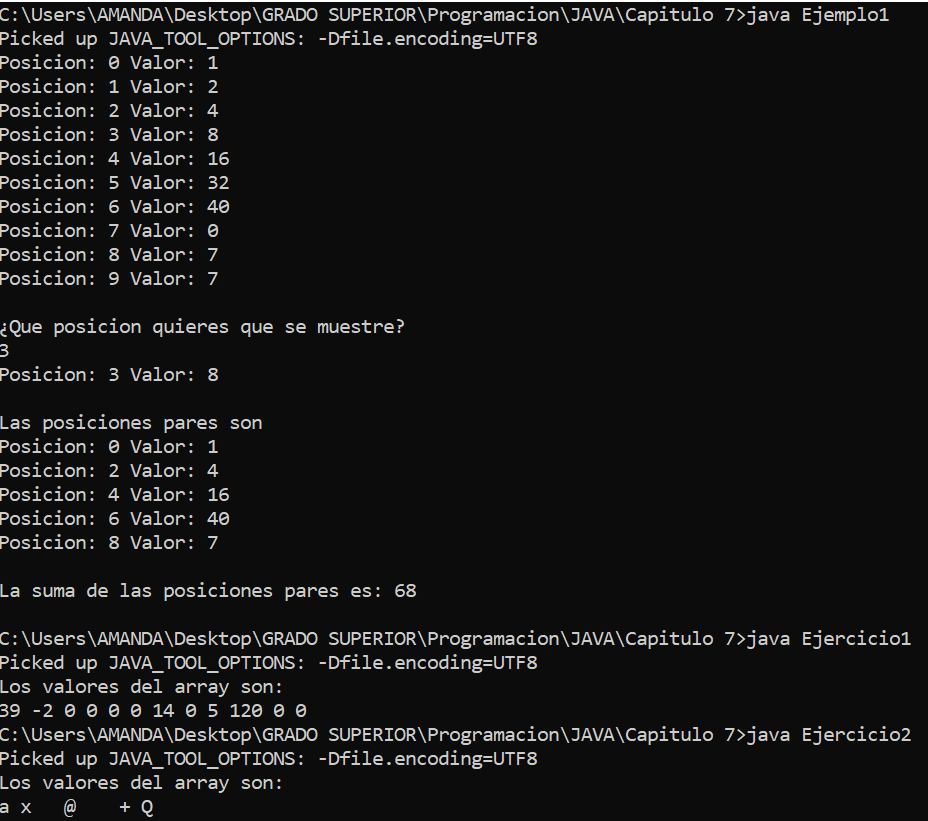 C:\Users\AMANDA\Desktop\GRADO SUPERIOR\Programacion\JAVA\Capitulo 7>java Ejemplo1
Picked up JAVA_TOOL_OPTIONS: -Dfile.encoding=UTF8
Posicion: 0 Valor: 1
Posicion: 1 Valor: 2
Posicion: 2 Valor: 4
Posicion: 3 Valor: 8
Posicion: 4 Valor: 16
Posicion: 5 Valor: 32
Posicion: 6 Valor: 40
Posicion: 7 Valor: 0
Posicion: 8 Valor: 7
Posicion: 9 Valor: 7

¿Que posicion quieres que se muestre?
3
Posicion: 3 Valor: 8

Las posiciones pares son
Posicion: 0 Valor: 1
Posicion: 2 Valor: 4
Posicion: 4 Valor: 16
Posicion: 6 Valor: 40
Posicion: 8 Valor: 7

La suma de las posiciones pares es: 68

C:\Users\AMANDA\Desktop\GRADO SUPERIOR\Programacion\JAVA\Capitulo 7>java Ejercicio1
Picked up JAVA_TOOL_OPTIONS: -Dfile.encoding=UTF8
Los valores del array son:
39 -2 0 0 0 0 14 0 5 120 0 0
C:\Users\AMANDA\Desktop\GRADO SUPERIOR\Programacion\JAVA\Capitulo 7>java Ejercicio2
Picked up JAVA_TOOL_OPTIONS: -Dfile.encoding=UTF8
Los valores del array son:
a x   @    + Q